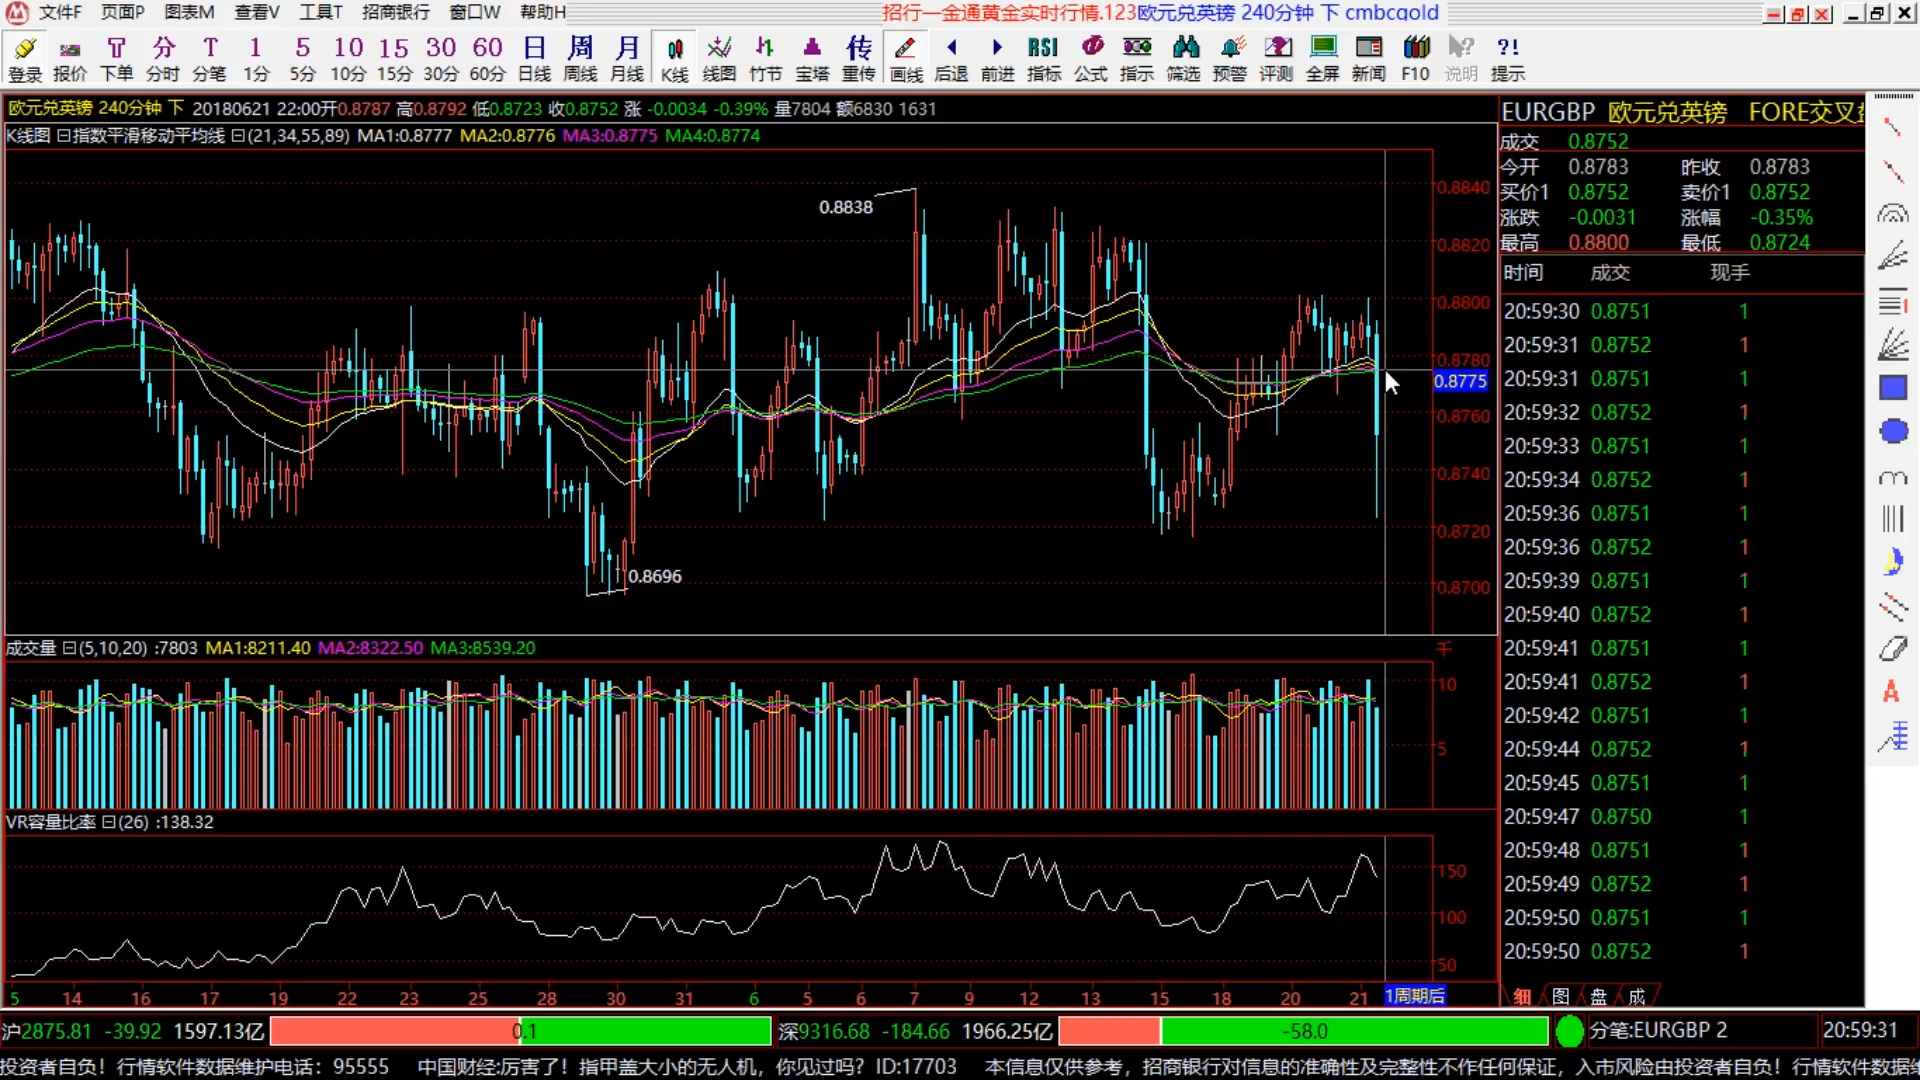 文件F 页面P 图表M 查看V 工具T 招商银行 窗口W 帮助H
招行一金通黄金实时行情.123欧元兑英镑 240分钟 下 cmbcgold
T 分 T 1 5 10 15 30 60 日 周 月 传 RSI ?!
登录 报价 下单 分时 分笔 1分 5分 10分 15分 30分 60分 日线 周线 月线 K线 线图 竹节 宝塔 重传 画线 后退 前进 指标 公式 指示 筛选 预警 评测 全屏 新闻 F10 说明 提示
欧元兑英镑 240分钟 下 20180621 22:00开0.8787 高0.8792 低0.8723 收0.8752 涨 -0.0034 -0.39% 量7804 额6830 1631
K线图 指数平滑移动平均线 (21,34,55,89) MA1:0.8777 MA2:0.8776 MA3:0.8775 MA4:0.8774
0.8838
0.8696
0.8840
0.8820
0.8800
0.8780
0.8775
0.8760
0.8740
0.8720
0.8700
成交量 (5,10,20) :7803 MA1:8211.40 MA2:8322.50 MA3:8539.20
千
10
5
VR容量比率 (26) :138.32
150
100
50
5 14 16 17 19 22 23 25 28 30 31 6 5 6 7 9 12 13 15 18 20 21 1周期后
EURGBP 欧元兑英镑 FORE交叉
成交 0.8752
今开 0.8783 昨收 0.8783
买价1 0.8752 卖价1 0.8752
涨跌 -0.0031 涨幅 -0.35%
最高 0.8800 最低 0.8724
时间 成交 现手
20:59:30 0.8751 1
20:59:31 0.8752 1
20:59:31 0.8751 1
20:59:32 0.8752 1
20:59:33 0.8751 1
20:59:34 0.8752 1
20:59:36 0.8751 1
20:59:36 0.8752 1
20:59:39 0.8751 1
20:59:40 0.8752 1
20:59:41 0.8751 1
20:59:41 0.8752 1
20:59:42 0.8751 1
20:59:44 0.8752 1
20:59:45 0.8751 1
20:59:47 0.8750 1
20:59:48 0.8751 1
20:59:49 0.8752 1
20:59:50 0.8751 1
20:59:50 0.8752 1
细 图 盘 成
A
沪2875.81 -39.92 1597.13亿 0.1 深9316.68 -184.66 1966.25亿 -58.0 分笔:EURGBP 2 20:59:31
投资者自负！行情软件数据维护电话：95555 中国财经:厉害了！指甲盖大小的无人机，你见过吗？ID:17703 本信息仅供参考，招商银行对信息的准确性及完整性不作任何保证，入市风险由投资者自负！行情软件数据